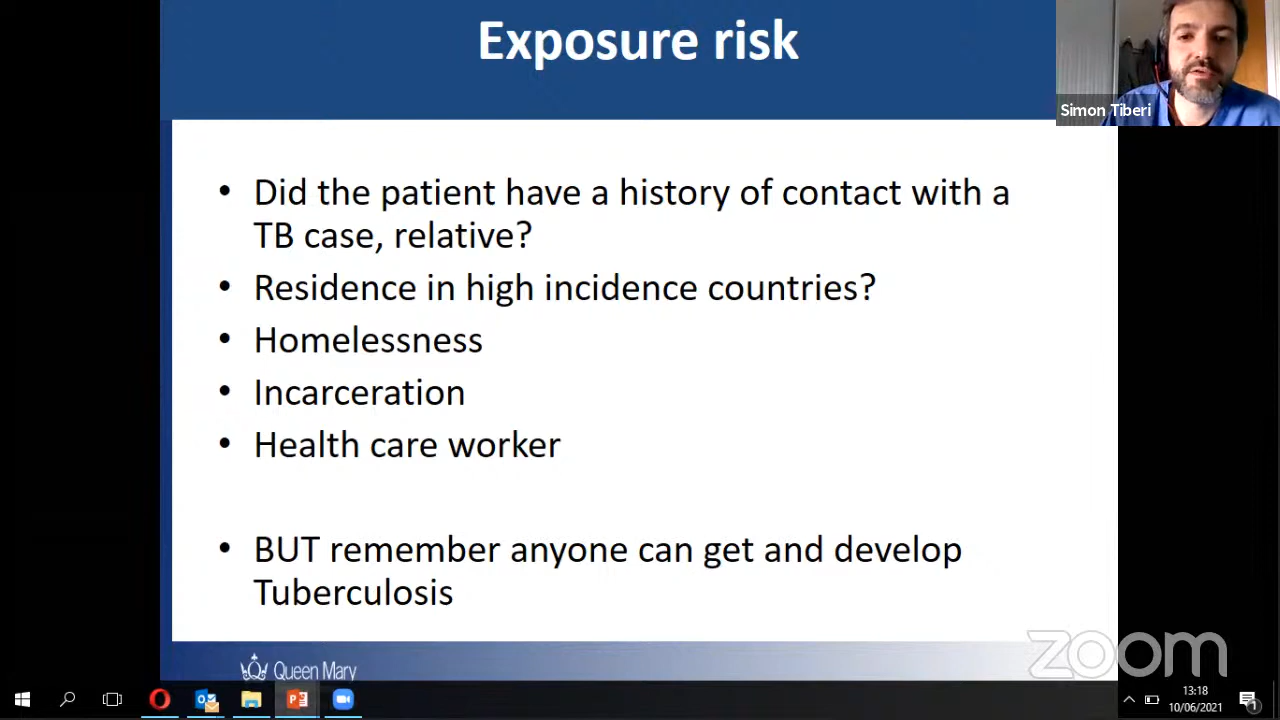 Exposure risk
Simon Tiberi
• Did the patient have a history of contact with a
TB case, relative?
• Residence in high incidence countries?
• Homelessness
• Incarceration
• Health care worker
• BUT remember anyone can get and develop
Tuberculosis
zoom
Queen Mary
13:18
10/06/2021
1